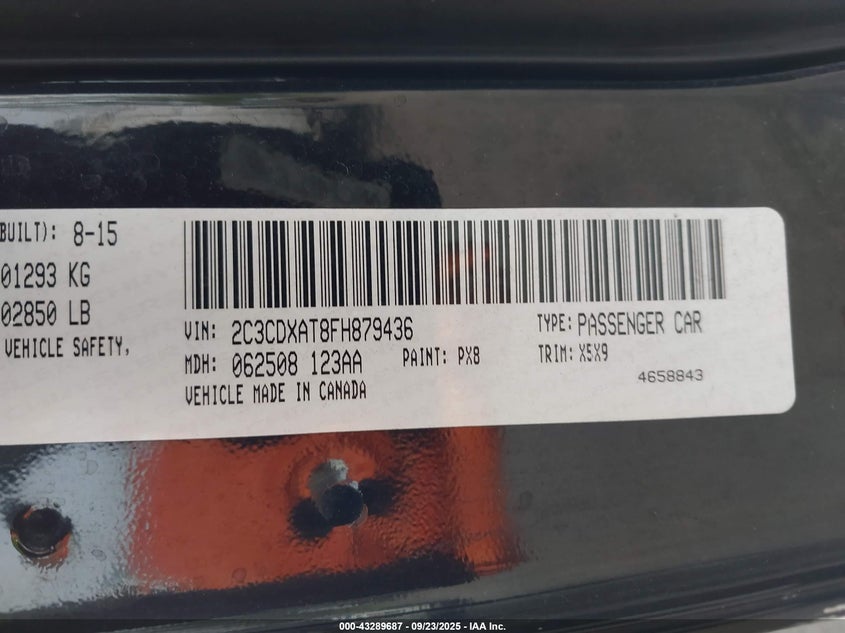 BUILT): 8-15
01293 KG
02850 LB
VEHICLE SAFETY,
VIN: 2C3CDXAT8FH879436
TYPE: PASSENGER CAR
MDH: 062508 123AA
PAINT: PX8
TRIM: X5X9
VEHICLE MADE IN CANADA
4658843
000-43289687 - 09/23/2025 - IAA Inc.